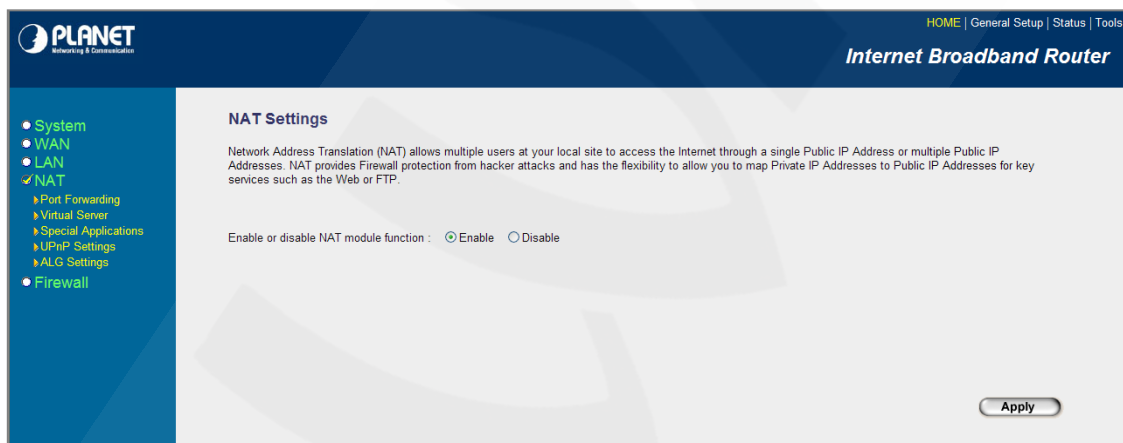 PLANET
Networking & Communication
HOME | General Setup | Status | Tools
Internet Broadband Router
System
WAN
LAN
NAT
Port Forwarding
Virtual Server
Special Applications
UPnP Settings
ALG Settings
Firewall
NAT Settings
Network Address Translation (NAT) allows multiple users at your local site to access the Internet through a single Public IP Address or multiple Public IP
Addresses. NAT provides Firewall protection from hacker attacks and has the flexibility to allow you to map Private IP Addresses to Public IP Addresses for key
services such as the Web or FTP.
Enable or disable NAT module function : Enable Disable
Apply